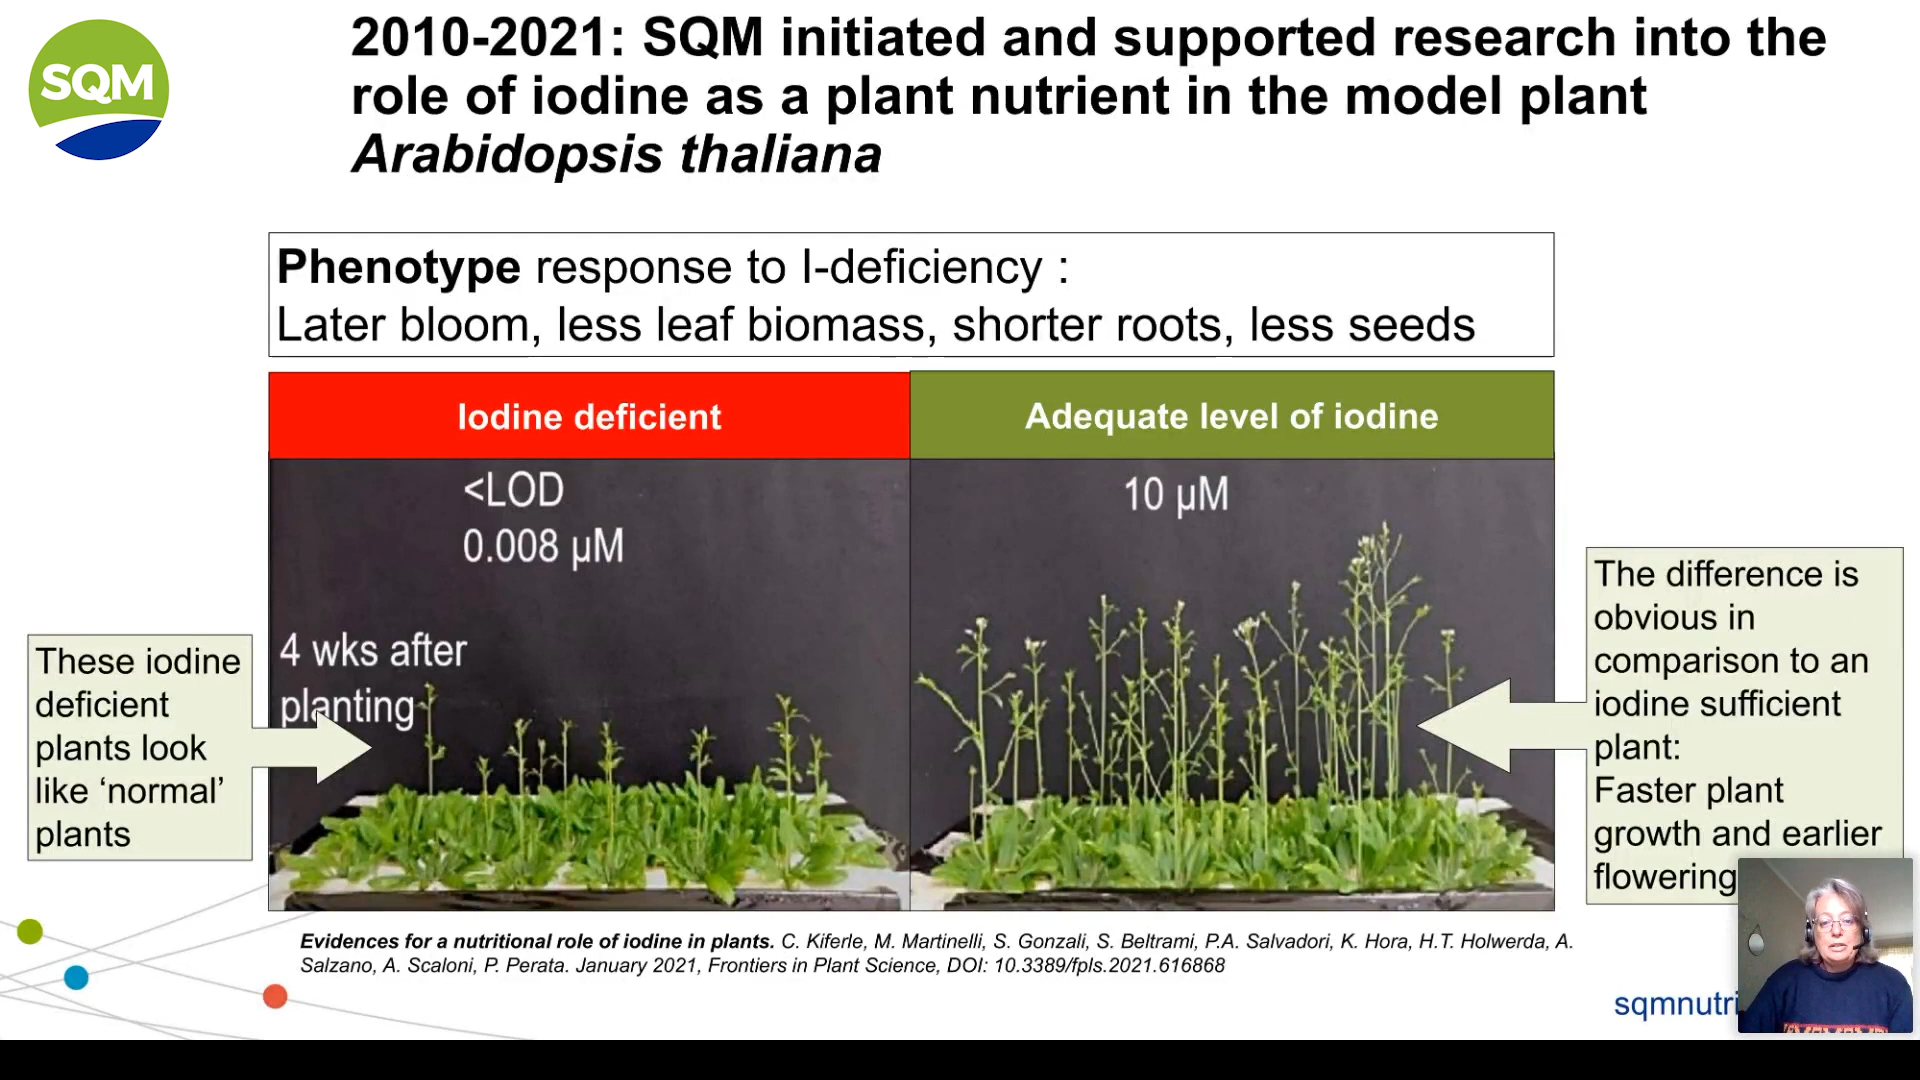 SQM
2010-2021: SQM initiated and supported research into the
role of iodine as a plant nutrient in the model plant
Arabidopsis thaliana
Phenotype response to I-deficiency :
Later bloom, less leaf biomass, shorter roots, less seeds
Iodine deficient
Adequate level of iodine
<LOD
0.008 µM
10 µM
4 wks after
planting
These iodine
deficient
plants look
like ‘normal’
plants
The difference is
obvious in
comparison to an
iodine sufficient
plant:
Faster plant
growth and earlier
flowering
Evidences for a nutritional role of iodine in plants. C. Kiferle, M. Martinelli, S. Gonzali, S. Beltrami, P.A. Salvadori, K. Hora, H.T. Holwerda, A.
Salzano, A. Scaloni, P. Perata. January 2021, Frontiers in Plant Science, DOI: 10.3389/fpls.2021.616868
sqmnutri